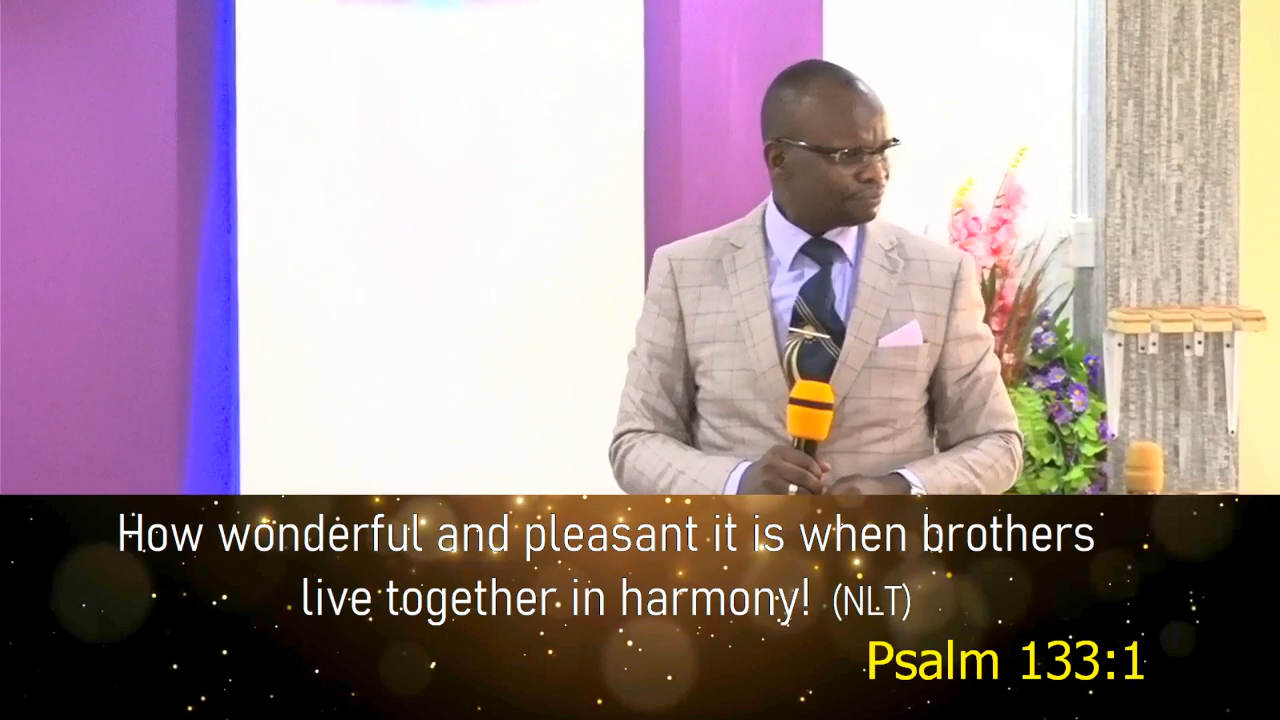 How wonderful and pleasant it is when brothers
live together in harmony! (NLT)
Psalm 133:1